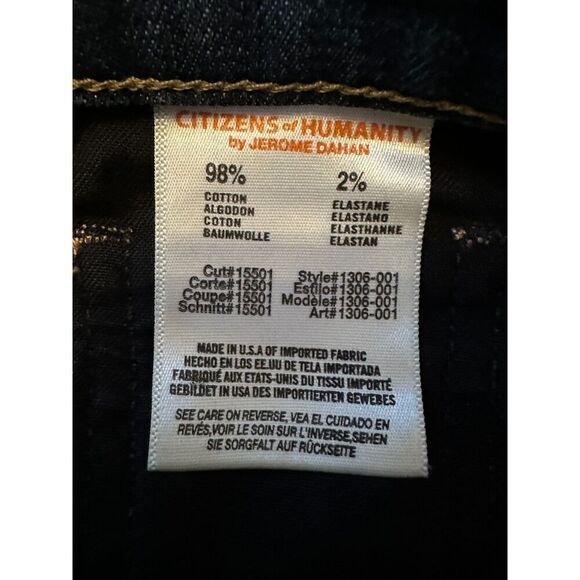 CITIZENS of HUMANITY
by JEROME DAHAN
98% 2%
COTTON ELASTANE
ALGODON ELASTANO
COTON ELASTHANNE
BAUMWOLLE ELASTAN
Cut#15501 Style#1306-001
Corte#15501 Estilo#1306-001
Coupe#15501 Modèle#1306-001
Schnitt#15501 Art#1306-001
MADE IN U.S.A OF IMPORTED FABRIC
HECHO EN LOS EE.UU DE TELA IMPORTADA
FABRIQUÉ AUX ETATS-UNIS DU TISSU IMPORTÉ
GEBILDET IN USA DES IMPORTIERTEN GEWEBES
SEE CARE ON REVERSE, VEA EL CUIDADO EN
REVÉS,VOIR LE SOIN SUR L'INVERSE,SEHEN
SIE SORGFALT AUF RÜCKSEITE